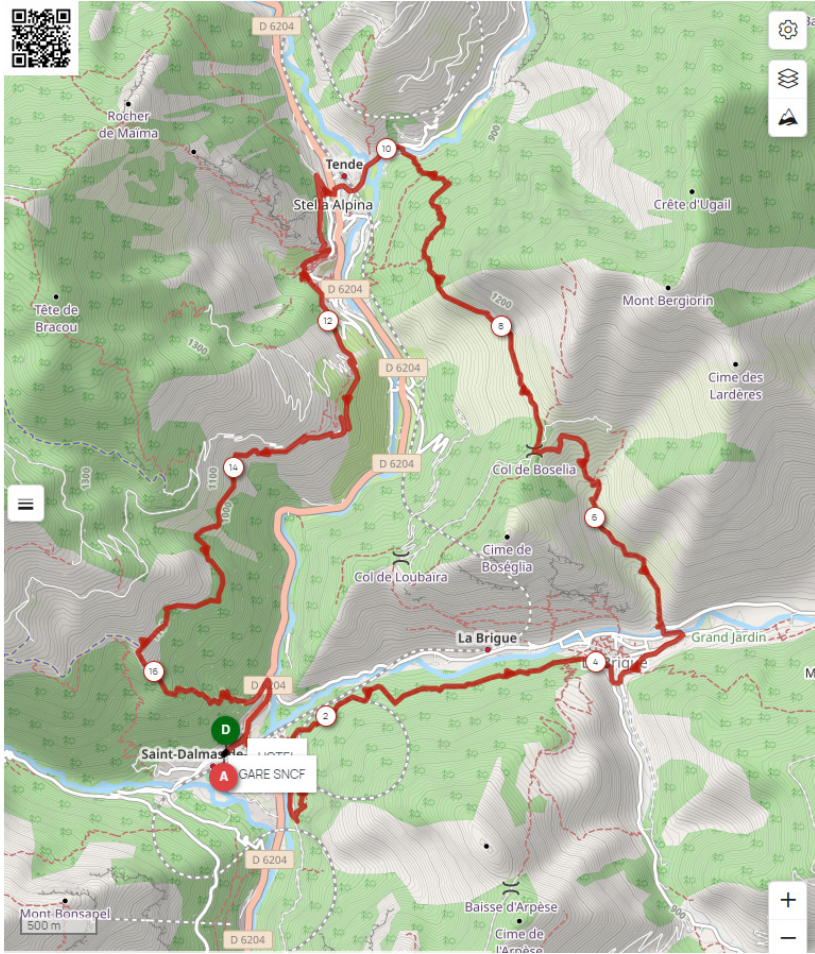 D 6204
900
Rocher
de Maïma
10
Tende
Stella Alpina
Crête d'Ugail
D 6204
1200
Mont Bergiorin
Tête de
Bracou
12
8
1300
D 6204
Cime des
Lardères
14
D 6204
Col de Boselia
1300
1100
1000
6
Cime de
Boséglia
Col de Loubaira
La Brigue
Grand Jardin
4
16
D 6204
M
2
D
Saint-Dalmas
HOTEL
A
GARE SNCF
D 6204
Baisse d'Arpèse
Mont Bonsapel
500 m
900
D 6204
Cime de
l'Arpèse
+
−